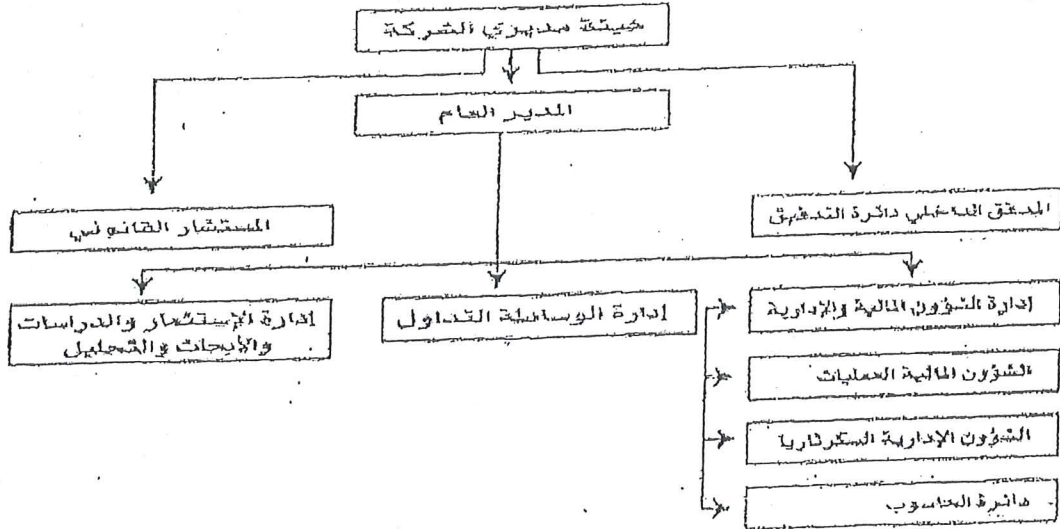 هيئة مديري الشركة
المدير العام
المدقق الداخلي دائرة التدقيق
المستشار القانوني
إدارة الشؤون المالية والإدارية
إدارة الوساطة التداول
إدارة الإستثمار والدراسات
والأبحاث والتحليل
الشؤون المالية العمليات
الشؤون الإدارية السكرتارية
دائرة الحاسوب